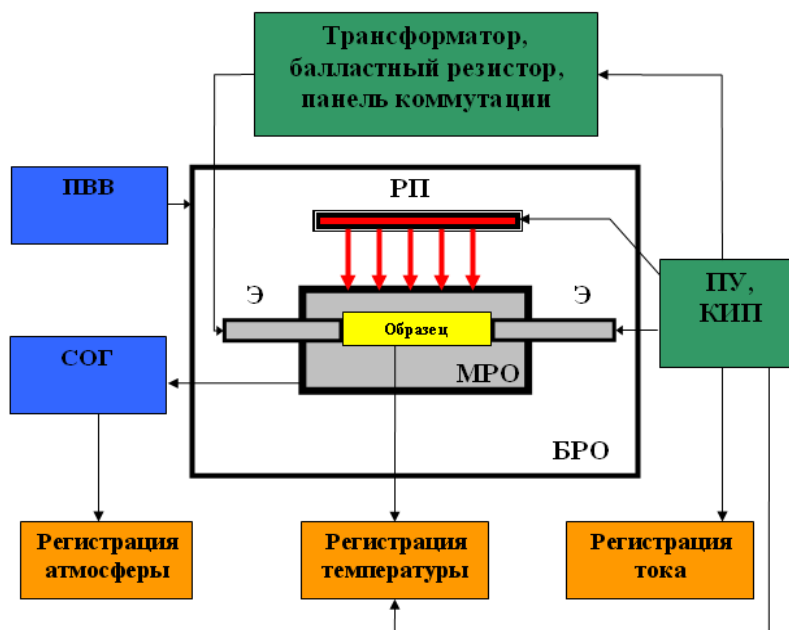 Трансформатор,
балластный резистор,
панель коммутации
ПВВ
РП
Э
Э
ПУ,
КИП
Образец
СОГ
МРО
БРО
Регистрация
атмосферы
Регистрация
температуры
Регистрация
тока